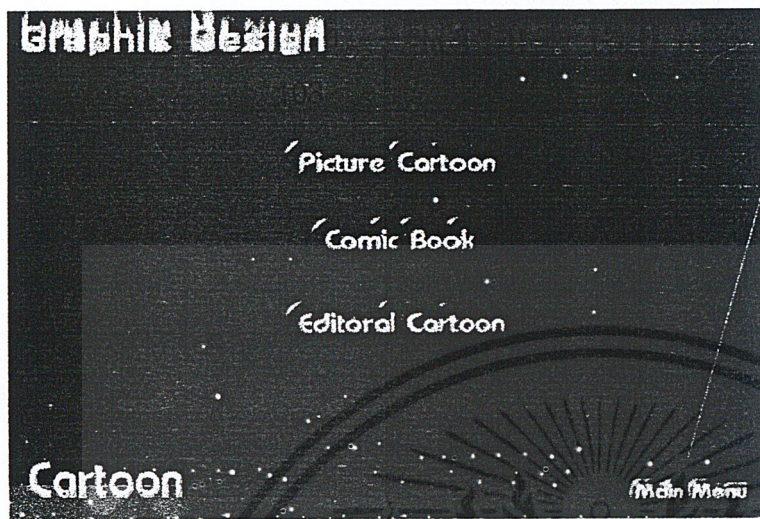 Graphic Design
Picture Cartoon
Comic Book
Editoral Cartoon
Cartoon
Main Menu